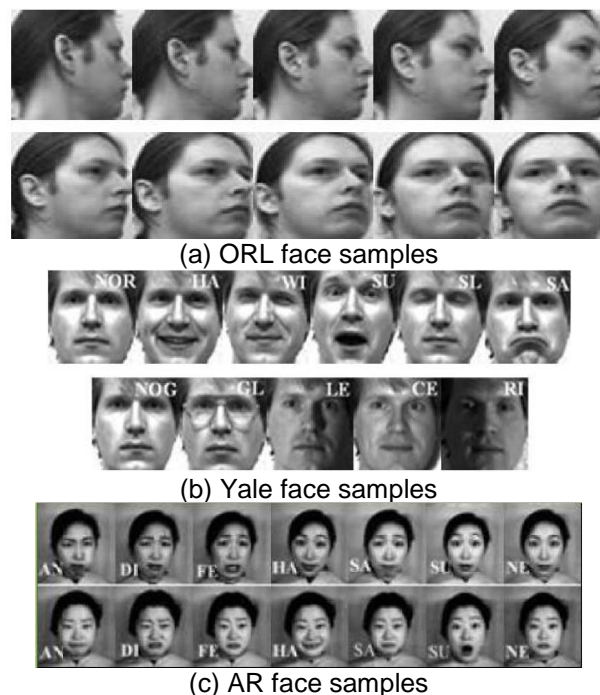 (a) ORL face samples
NOR HA WI SU SL SA
NOG GL LE CE RI
(b) Yale face samples
AN DI FE HA SA SU NE
AN DI FE HA SA SU NE
(c) AR face samples